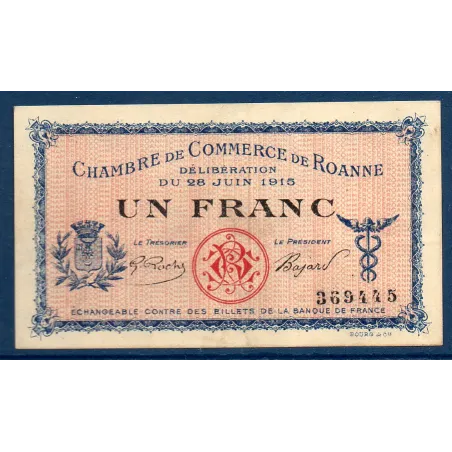 CHAMBRE DE COMMERCE DE ROANNE
DÉLIBÉRATION
DU 28 JUIN 1915
UN FRANC
LE TRÉSORIER
LE PRÉSIDENT
Bajard
369445
ECHANGEABLE CONTRE DES BILLETS DE LA BANQUE DE FRANCE